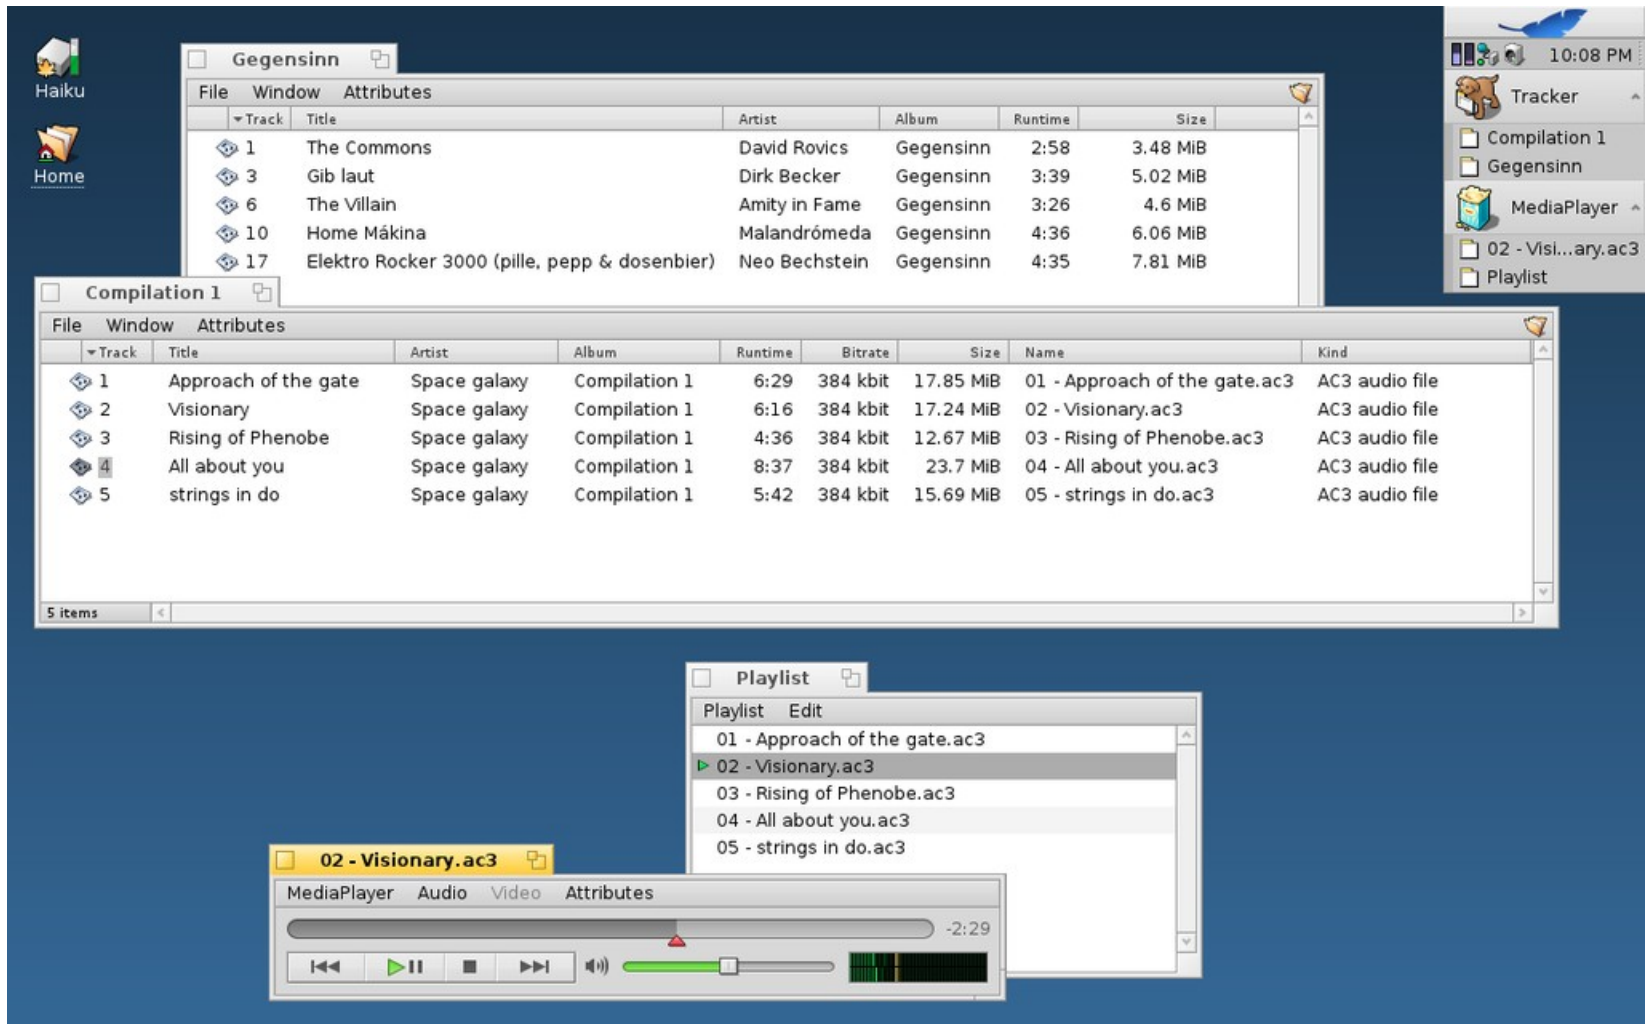 Haiku
Home
Gegensinn
File Window Attributes
Track Title Artist Album Runtime Size
1 The Commons David Rovics Gegensinn 2:58 3.48 MiB
3 Gib laut Dirk Becker Gegensinn 3:39 5.02 MiB
6 The Villain Amity in Fame Gegensinn 3:26 4.6 MiB
10 Home Mákina Malandrómeda Gegensinn 4:36 6.06 MiB
17 Elektro Rocker 3000 (pille, pepp & dosenbier) Neo Bechstein Gegensinn 4:35 7.81 MiB
10:08 PM
Tracker
Compilation 1
Gegensinn
MediaPlayer
02 - Visi...ary.ac3
Playlist
Compilation 1
File Window Attributes
Track Title Artist Album Runtime Bitrate Size Name Kind
1 Approach of the gate Space galaxy Compilation 1 6:29 384 kbit 17.85 MiB 01 - Approach of the gate.ac3 AC3 audio file
2 Visionary Space galaxy Compilation 1 6:16 384 kbit 17.24 MiB 02 - Visionary.ac3 AC3 audio file
3 Rising of Phenobe Space galaxy Compilation 1 4:36 384 kbit 12.67 MiB 03 - Rising of Phenobe.ac3 AC3 audio file
4 All about you Space galaxy Compilation 1 8:37 384 kbit 23.7 MiB 04 - All about you.ac3 AC3 audio file
5 strings in do Space galaxy Compilation 1 5:42 384 kbit 15.69 MiB 05 - strings in do.ac3 AC3 audio file
5 items
Playlist
Playlist Edit
01 - Approach of the gate.ac3
02 - Visionary.ac3
03 - Rising of Phenobe.ac3
04 - All about you.ac3
05 - strings in do.ac3
02 - Visionary.ac3
MediaPlayer Audio Video Attributes
-2:29